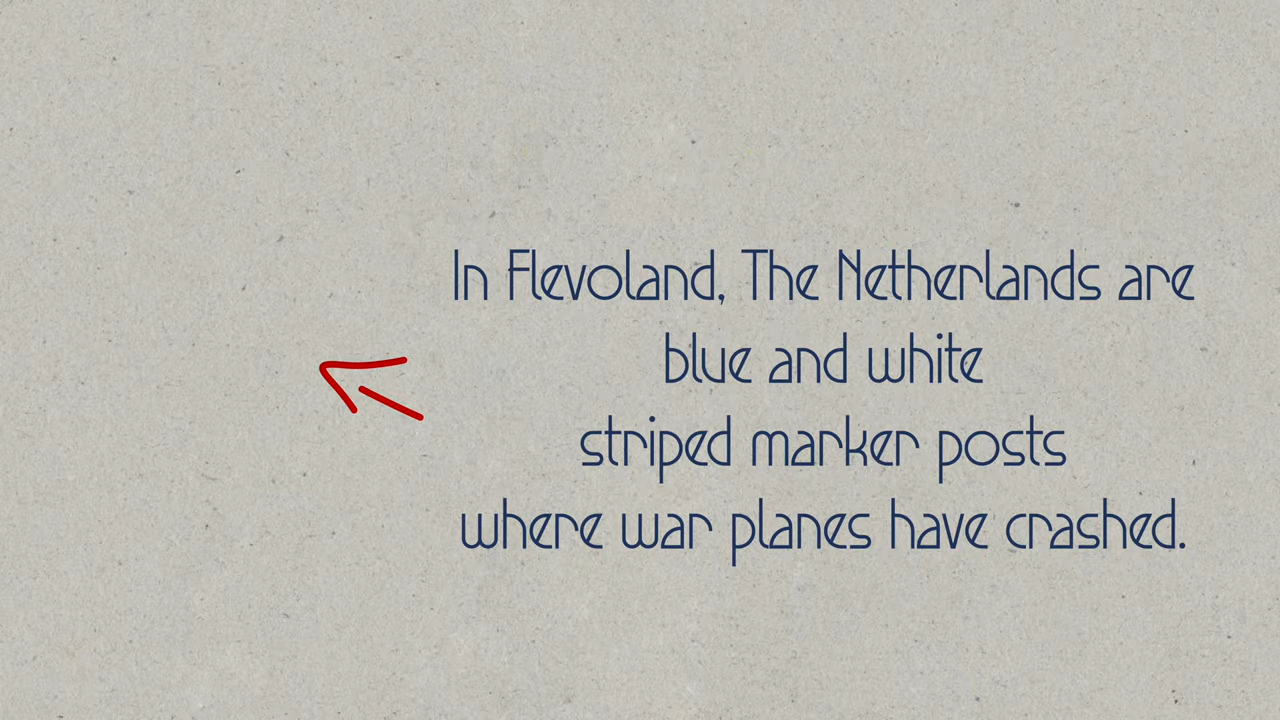 In Flevoland, The Netherlands are
blue and white
striped marker posts
where war planes have crashed.